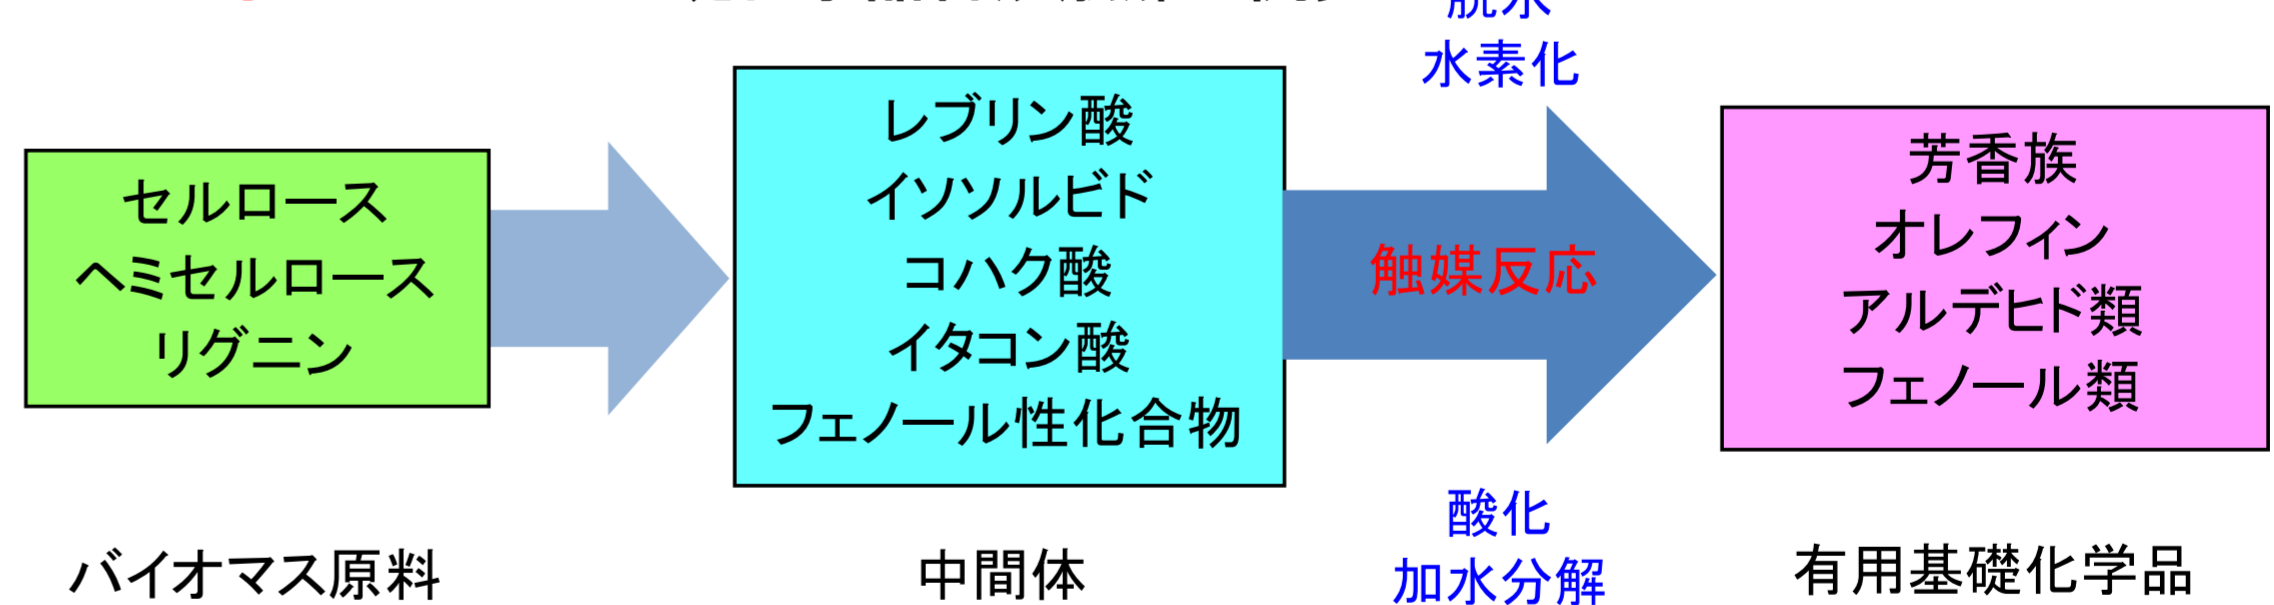 脱水
水素化
セルロース
ヘミセルロース
リグニン
バイオマス原料
レブリン酸
イソソルビド
コハク酸
イタコン酸
フェノール性化合物
中間体
触媒反応
酸化
加水分解
芳香族
オレフィン
アルデヒド類
フェノール類
有用基礎化学品